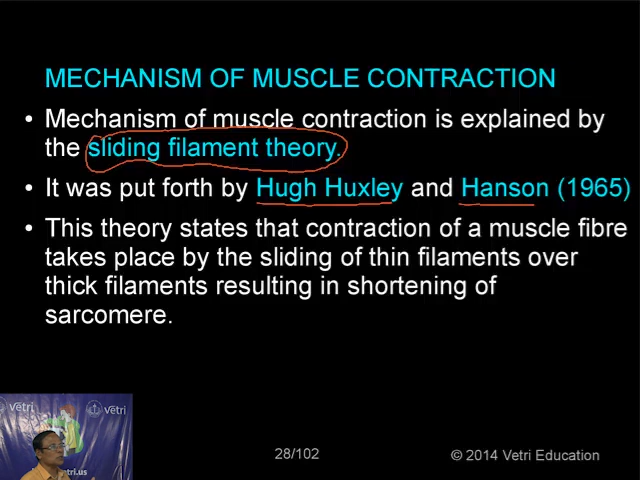 MECHANISM OF MUSCLE CONTRACTION
• Mechanism of muscle contraction is explained by
the sliding filament theory.
• It was put forth by Hugh Huxley and Hanson (1965)
• This theory states that contraction of a muscle fibre
takes place by the sliding of thin filaments over
thick filaments resulting in shortening of
sarcomere.
Vetri
Vetri
tri.us
28/102
© 2014 Vetri Education